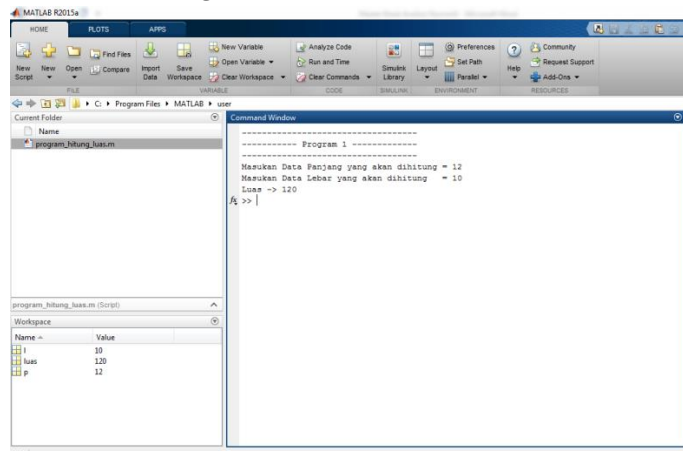 MATLAB R2015a
HOME PLOTS APPS
New Script New Open Find Files Compare Import Data Save Workspace New Variable Open Variable Clear Workspace Analyze Code Run and Time Clear Commands Simulink Library Layout Preferences Set Path Parallel Help Community Request Support Add-Ons
FILE VARIABLE CODE SIMULINK ENVIRONMENT RESOURCES
C: Program Files MATLAB user
Current Folder
Name
program_hitung_luas.m
program_hitung_luas.m (Script)
Workspace
Name Value
l 10
luas 120
p 12
Command Window
-----------------------------------
----------- Program 1 -------------
-----------------------------------
Masukan Data Panjang yang akan dihitung = 12
Masukan Data Lebar yang akan dihitung = 10
Luas -> 120
fx >>